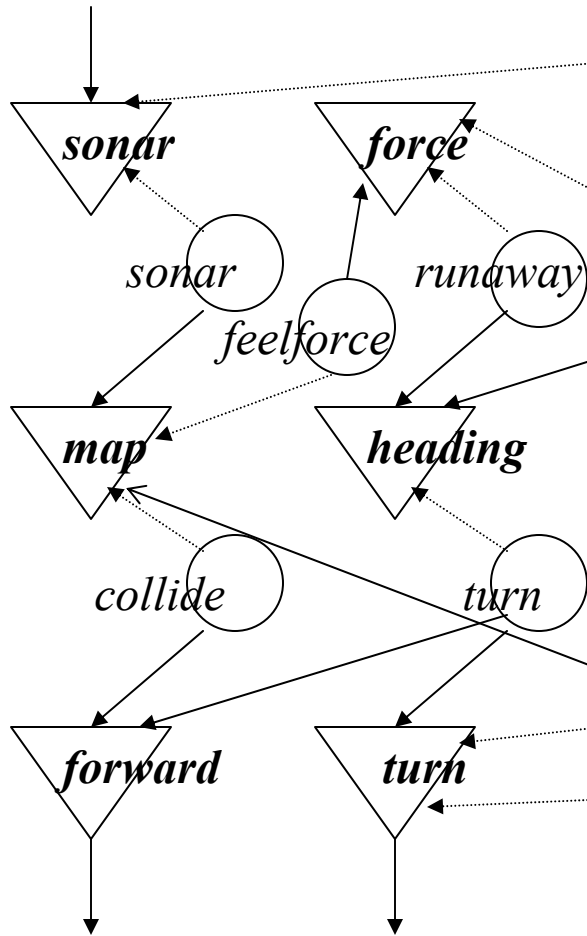 sonar
force
sonar
runaway
feelforce
map
heading
collide
turn
forward
turn